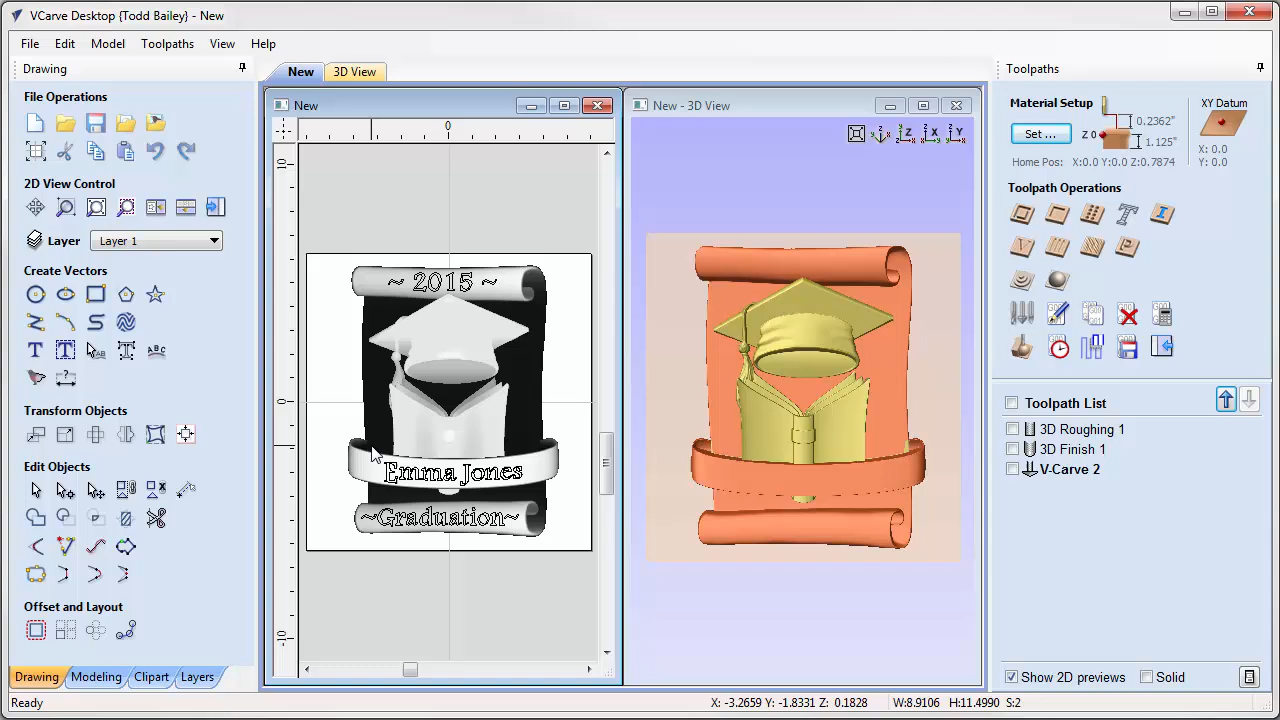 VCarve Desktop {Todd Bailey} - New
File Edit Model Toolpaths View Help
Drawing
File Operations
2D View Control
Layer Layer 1
Create Vectors
Transform Objects
Edit Objects
Offset and Layout
Drawing Modeling Clipart Layers
Ready
New 3D View
New
0
10
0
-10
~ 2015 ~
Emma Jones
~Graduation~
New - 3D View
Z X Y
Toolpaths
Material Setup
Set ...
Z 0
0.2362"
1.125"
XY Datum
X: 0.0
Y: 0.0
Home Pos: X:0.0 Y:0.0 Z:0.7874
Toolpath Operations
Toolpath List
3D Roughing 1
3D Finish 1
V-Carve 2
Show 2D previews Solid
X: -3.2659 Y: -1.8331 Z: 0.1828 W:8.9106 H:11.4990 S:2